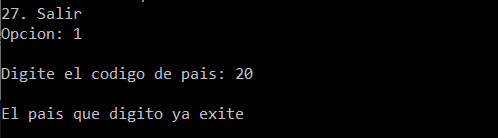 27. Salir
Opcion: 1
Digite el codigo de pais: 20
El pais que digito ya exite